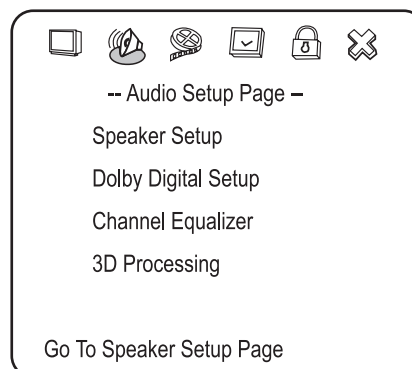 -- Audio Setup Page –
Speaker Setup
Dolby Digital Setup
Channel Equalizer
3D Processing
Go To Speaker Setup Page